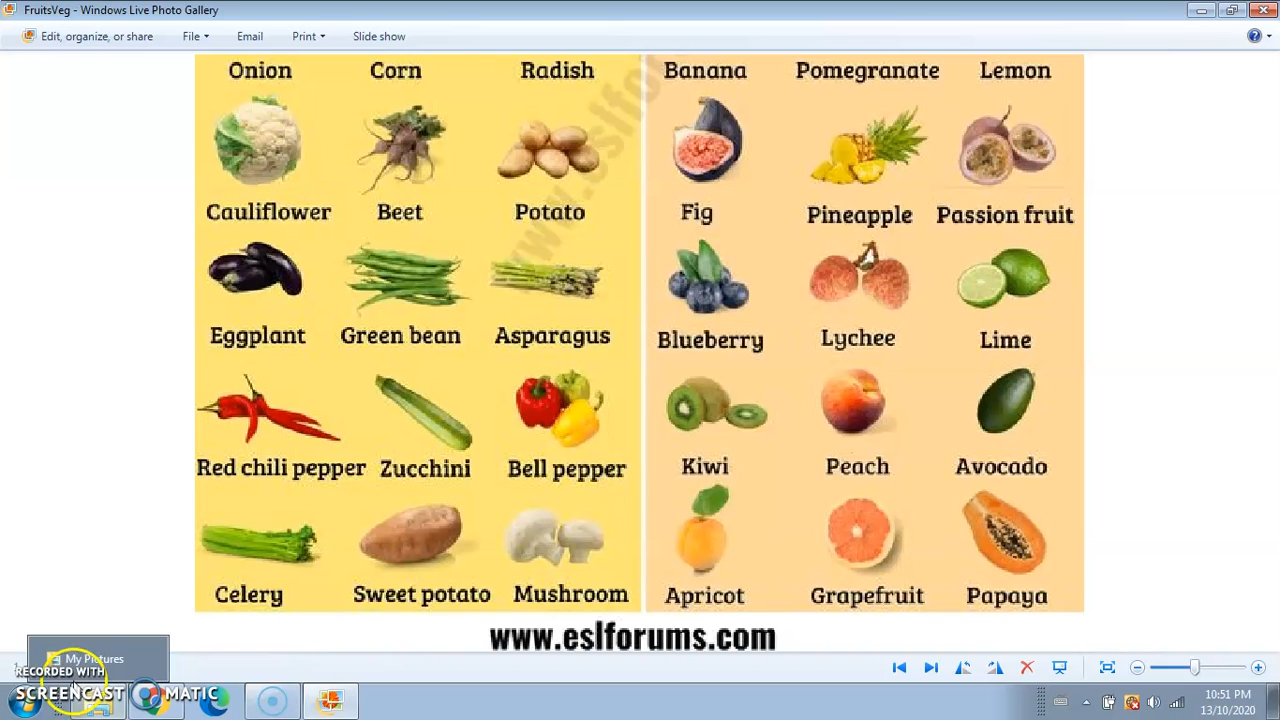 FruitsVeg - Windows Live Photo Gallery
Edit, organize, or share File Email Print Slide show
Onion Corn Radish Banana Pomegranate Lemon
Cauliflower Beet Potato Fig Pineapple Passion fruit
Eggplant Green bean Asparagus Blueberry Lychee Lime
Red chili pepper Zucchini Bell pepper Kiwi Peach Avocado
Celery Sweet potato Mushroom Apricot Grapefruit Papaya
www.eslforums.com
My Pictures
RECORDED WITH
SCREENCAST MATIC
10:51 PM
13/10/2020